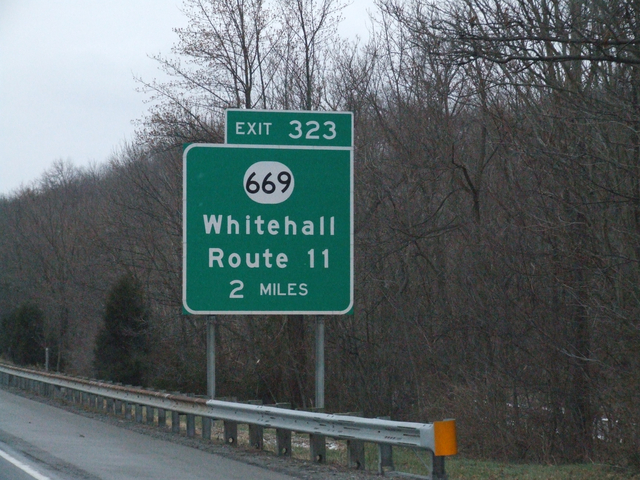 EXIT 323
669
Whitehall
Route 11
2 MILES